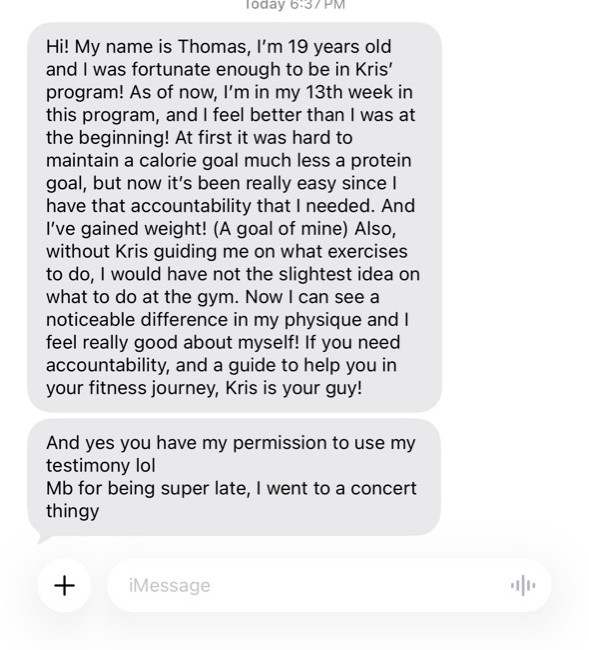 Today 6:37 PM
Hi! My name is Thomas, I'm 19 years old
and I was fortunate enough to be in Kris'
program! As of now, I'm in my 13th week in
this program, and I feel better than I was at
the beginning! At first it was hard to
maintain a calorie goal much less a protein
goal, but now it's been really easy since I
have that accountability that I needed. And
I've gained weight! (A goal of mine) Also,
without Kris guiding me on what exercises
to do, I would have not the slightest idea on
what to do at the gym. Now I can see a
noticeable difference in my physique and I
feel really good about myself! If you need
accountability, and a guide to help you in
your fitness journey, Kris is your guy!
And yes you have my permission to use my
testimony lol
Mb for being super late, I went to a concert
thingy
iMessage